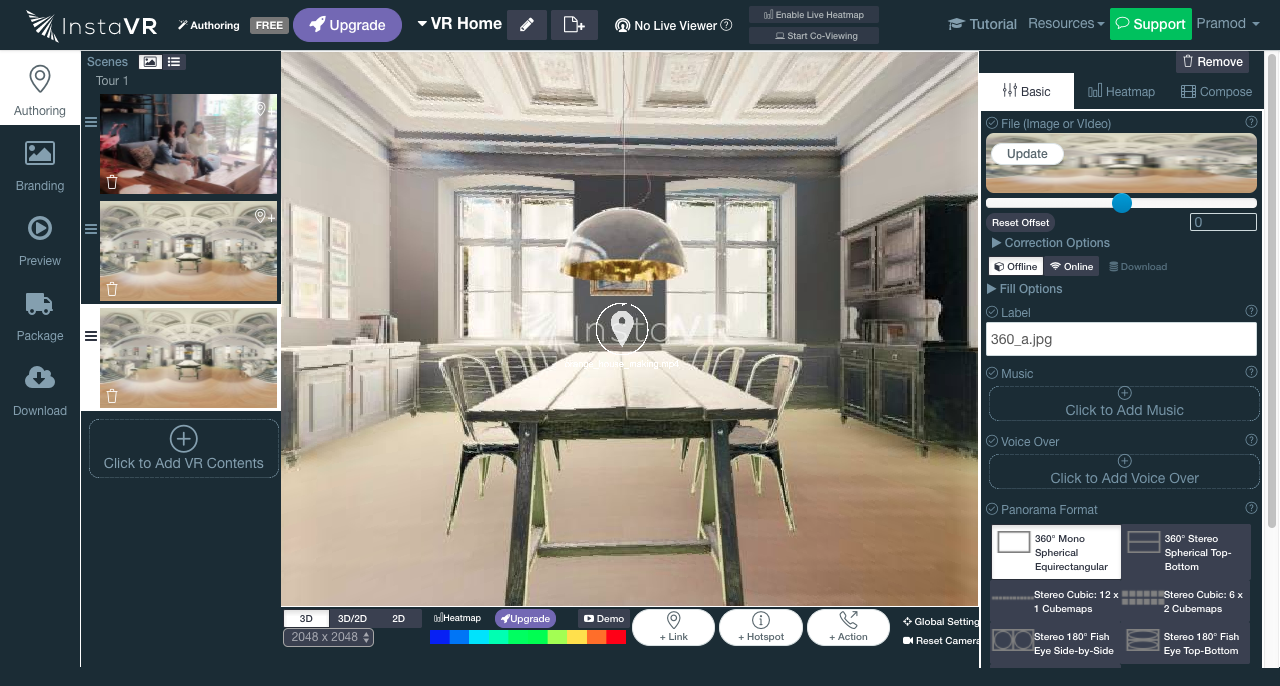 InstaVR
Authoring
FREE
Upgrade
VR Home
No Live Viewer
Enable Live Heatmap
Start Co-Viewing
Tutorial
Resources
Support
Pramod
Authoring
Branding
Preview
Package
Download
Scenes
Tour 1
Click to Add VR Contents
InstaVR
3D
3D/2D
2D
2048 x 2048
Heatmap
Upgrade
Demo
+ Link
+ Hotspot
+ Action
Global Setting
Reset Camera
Remove
Basic
Heatmap
Compose
File (Image or VIdeo)
Update
Reset Offset
0
Correction Options
Offline
Online
Download
Fill Options
Label
360_a.jpg
Music
Click to Add Music
Voice Over
Click to Add Voice Over
Panorama Format
360° Mono
Spherical
Equirectangular
360° Stereo
Spherical Top-
Bottom
Stereo Cubic: 12 x
1 Cubemaps
Stereo Cubic: 6 x
2 Cubemaps
Stereo 180° Fish
Eye Side-by-Side
Stereo 180° Fish
Eye Top-Bottom